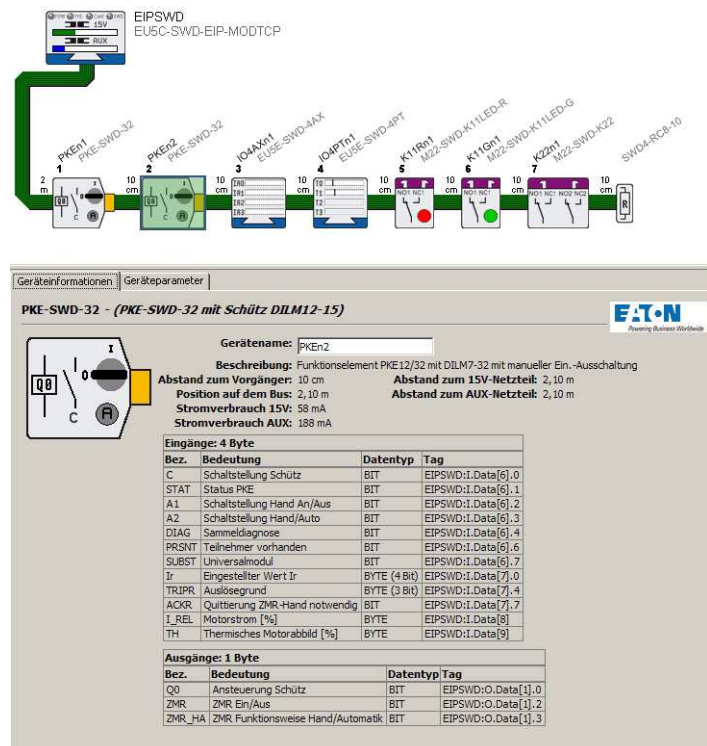 EIPSWD
EU5C-SWD-EIP-MODTCP
15V
AUX
PKEn1
PKE-SWD-32
PKEn2
PKE-SWD-32
IO4AXn1
EU5E-SWD-4AX
IO4PTn1
EU5E-SWD-4PT
K11Rn1
M22-SWD-K11LED-R
K11Gn1
M22-SWD-K11LED-G
K22n1
M22-SWD-K22
SWD4-RC8-10
1 2 3 4 5 6 7
2 m 10 cm 10 cm 10 cm 10 cm 10 cm 10 cm 10 cm
I Q0 C A
I Q0 C A
IA0
IA1
IA2
IA3
T0
T1
T2
T3
NO1 NC1
NO1 NC1
NO1 NC1 NO2 NC2
R
Geräteinformationen Geräteparameter
PKE-SWD-32 - (PKE-SWD-32 mit Schütz DILM12-15)
EATON
Powering Business Worldwide
I 0 Q0 C A
Gerätename: PKEn2
Beschreibung: Funktionselement PKE12/32 mit DILM7-32 mit manueller Ein.-Ausschaltung
Abstand zum Vorgänger: 10 cm Abstand zum 15V-Netzteil: 2,10 m
Position auf dem Bus: 2,10 m Abstand zum AUX-Netzteil: 2,10 m
Stromverbrauch 15V: 58 mA
Stromverbrauch AUX: 188 mA
Eingänge: 4 Byte
Bez. Bedeutung Datentyp Tag
C Schaltstellung Schütz BIT EIPSWD:I.Data[6].0
STAT Status PKE BIT EIPSWD:I.Data[6].1
A1 Schaltstellung Hand An/Aus BIT EIPSWD:I.Data[6].2
A2 Schaltstellung Hand/Auto BIT EIPSWD:I.Data[6].3
DIAG Sammeldiagnose BIT EIPSWD:I.Data[6].4
PRSNT Teilnehmer vorhanden BIT EIPSWD:I.Data[6].6
SUBST Universalmodul BIT EIPSWD:I.Data[6].7
Ir Eingestellter Wert Ir BYTE (4 Bit) EIPSWD:I.Data[7].0
TRIPR Auslösegrund BYTE (3 Bit) EIPSWD:I.Data[7].4
ACKR Quittierung ZMR-Hand notwendig BIT EIPSWD:I.Data[7].7
I_REL Motorstrom [%] BYTE EIPSWD:I.Data[8]
TH Thermisches Motorabbild [%] BYTE EIPSWD:I.Data[9]
Ausgänge: 1 Byte
Bez. Bedeutung Datentyp Tag
Q0 Ansteuerung Schütz BIT EIPSWD:O.Data[1].0
ZMR ZMR Ein/Aus BIT EIPSWD:O.Data[1].2
ZMR_HA ZMR Funktionsweise Hand/Automatik BIT EIPSWD:O.Data[1].3